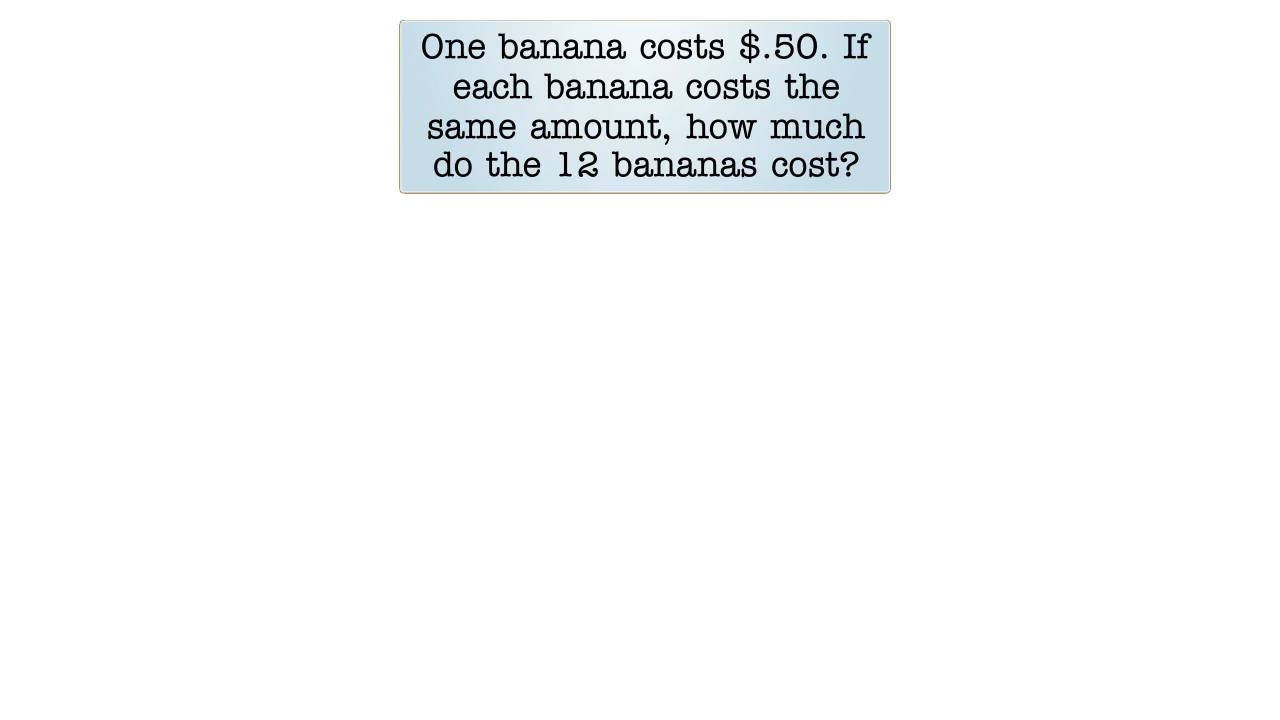 One banana costs $.50. If
each banana costs the
same amount, how much
do the 12 bananas cost?